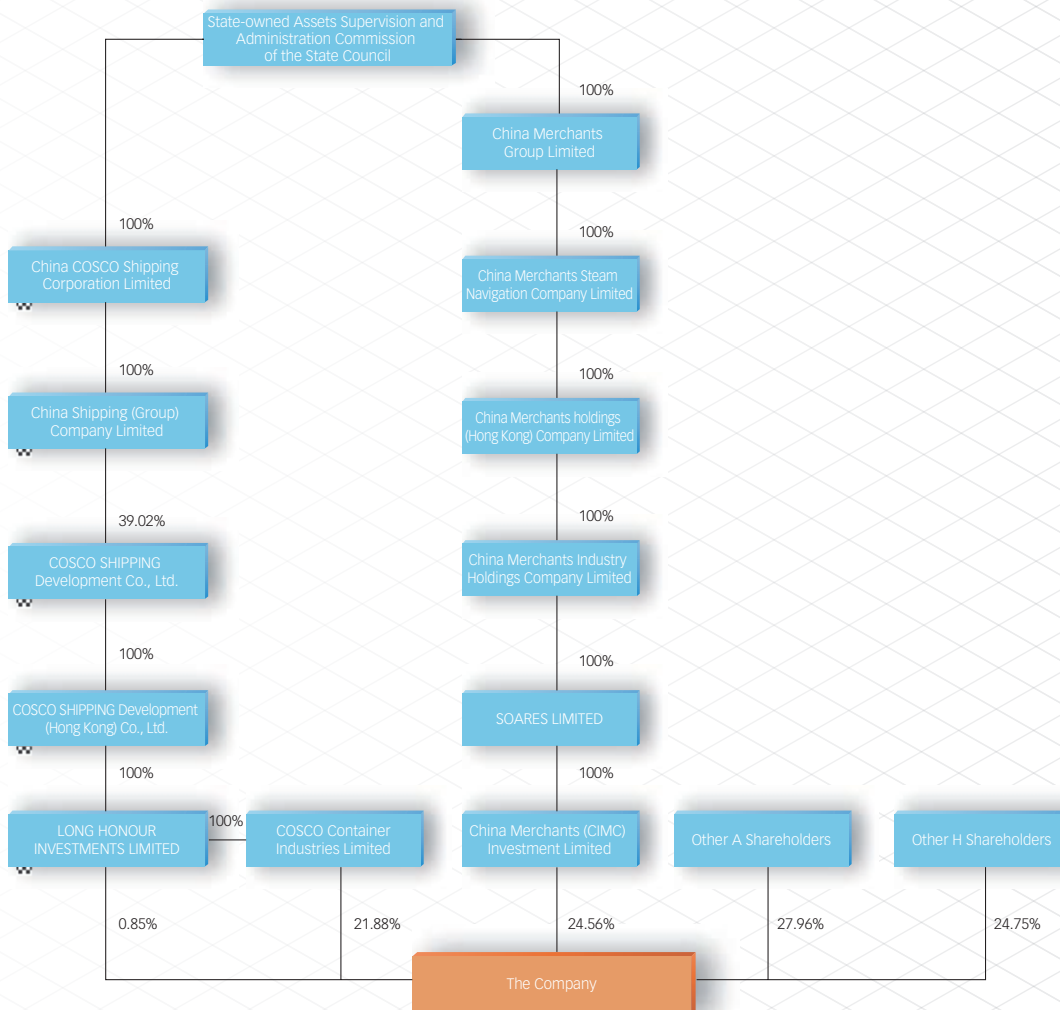 State-owned Assets Supervision and
Administration Commission
of the State Council
100%
China Merchants
Group Limited
100%
100%
China COSCO Shipping
Corporation Limited
China Merchants Steam
Navigation Company Limited
100%
100%
China Shipping (Group)
Company Limited
China Merchants holdings
(Hong Kong) Company Limited
39.02%
100%
COSCO SHIPPING
Development Co., Ltd.
China Merchants Industry
Holdings Company Limited
100%
100%
COSCO SHIPPING Development
(Hong Kong) Co., Ltd.
SOARES LIMITED
100%
100%
LONG HONOUR
INVESTMENTS LIMITED
100%
COSCO Container
Industries Limited
China Merchants (CIMC)
Investment Limited
Other A Shareholders
Other H Shareholders
0.85%
21.88%
24.56%
27.96%
24.75%
The Company